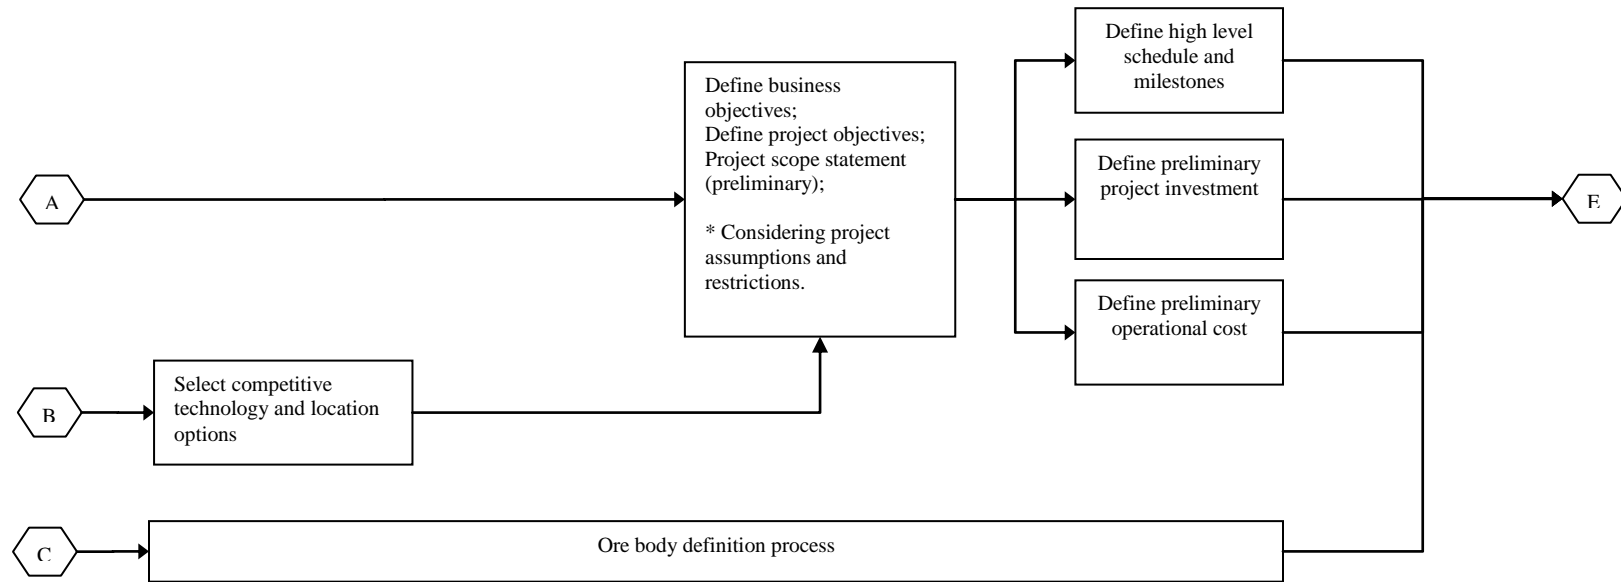 Define high level
schedule and
milestones
Define business
objectives;
Define project objectives;
Project scope statement
(preliminary);
* Considering project
assumptions and
restrictions.
Define preliminary
project investment
A
E
Define preliminary
operational cost
Select competitive
technology and location
options
B
Ore body definition process
C